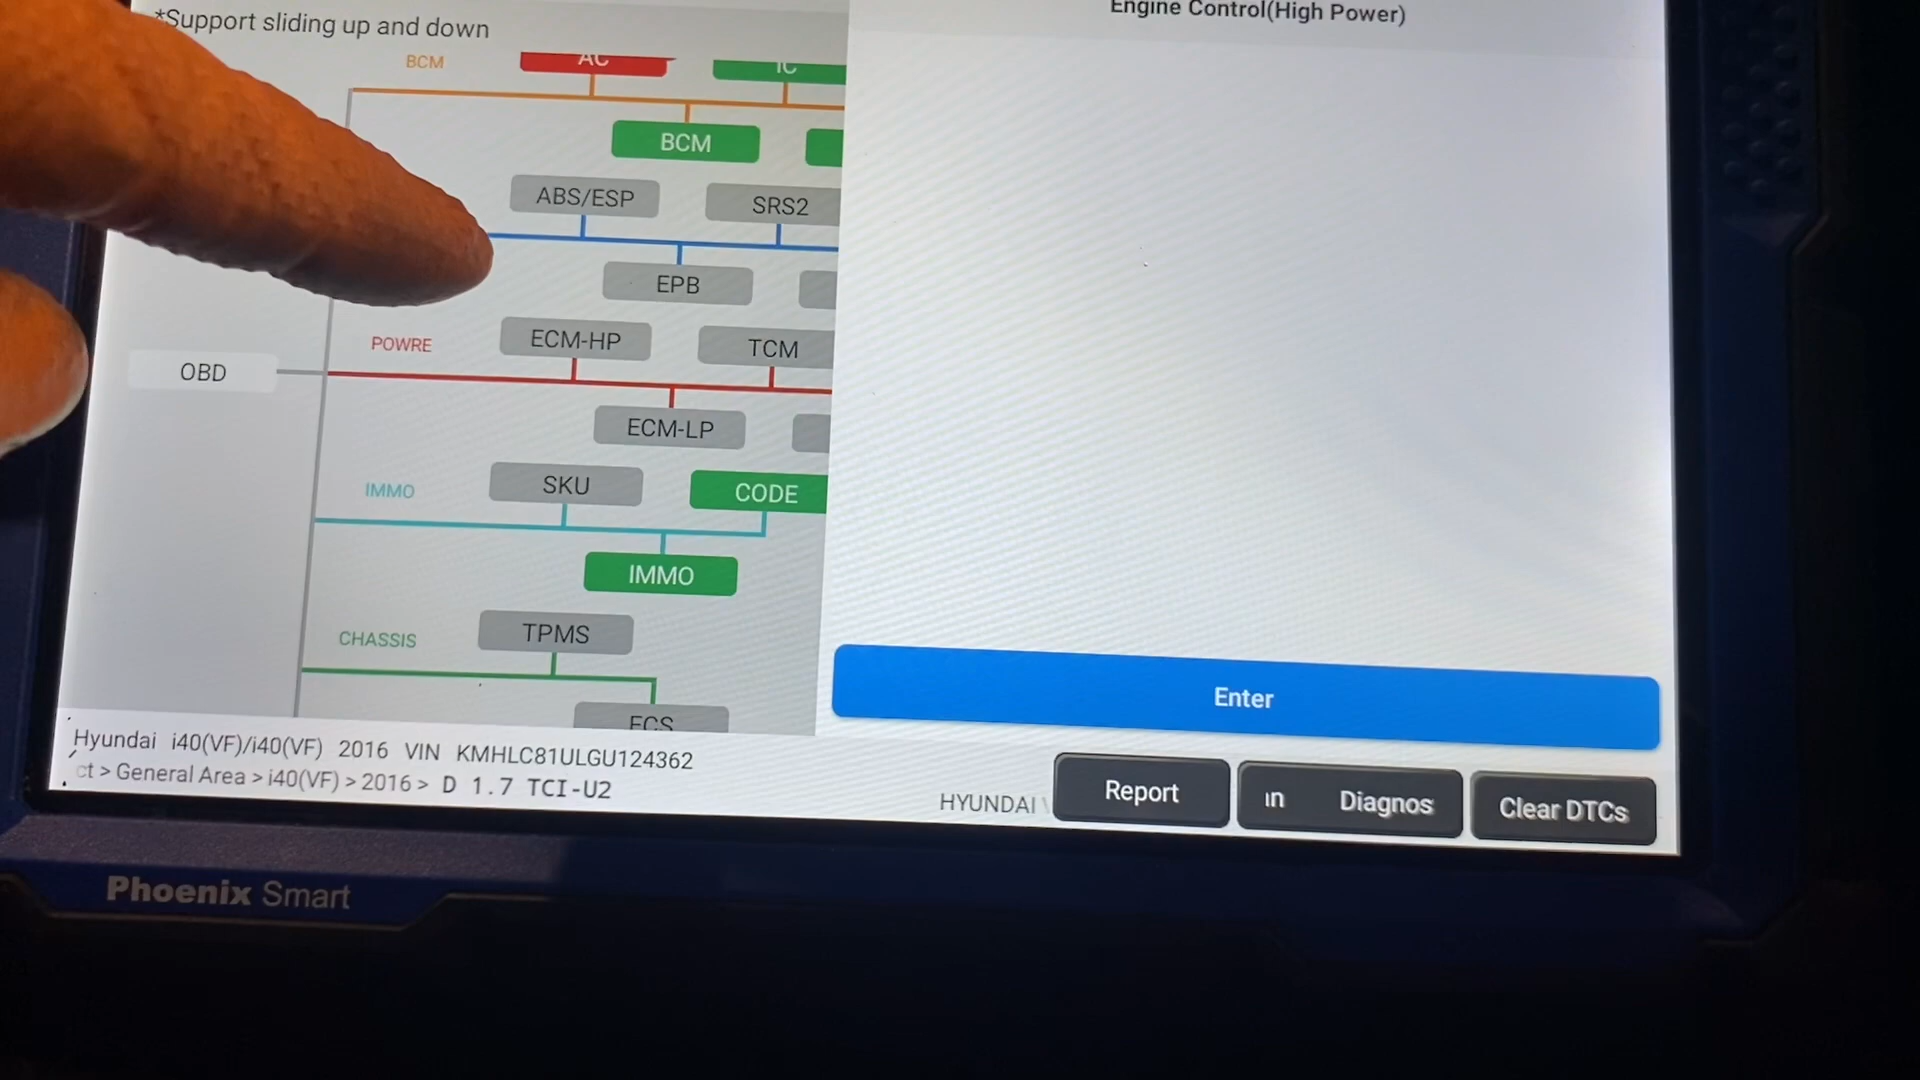 *Support sliding up and down
Engine Control(High Power)
BCM
AC
IC
BCM
ABS/ESP
SRS2
EPB
POWRE
ECM-HP
TCM
OBD
ECM-LP
IMMO
SKU
CODE
IMMO
CHASSIS
TPMS
ECS
Enter
Hyundai i40(VF)/i40(VF) 2016 VIN KMHLC81ULGU124362
ct > General Area > i40(VF) > 2016 > D 1.7 TCI-U2
HYUNDAI
Report
in Diagnos
Clear DTCs
Phoenix Smart